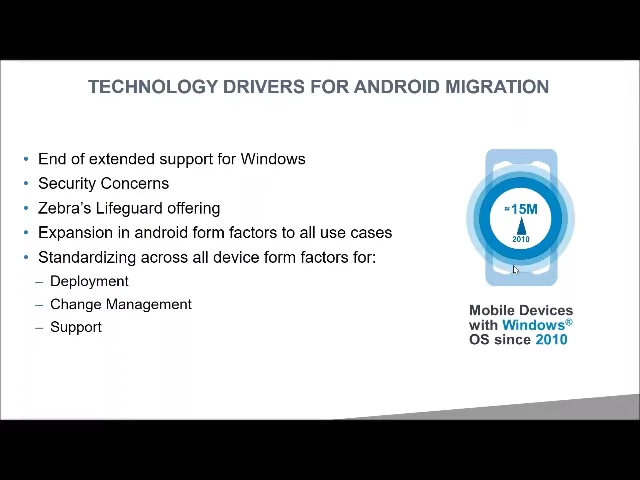 TECHNOLOGY DRIVERS FOR ANDROID MIGRATION
• End of extended support for Windows
• Security Concerns
• Zebra's Lifeguard offering
• Expansion in android form factors to all use cases
• Standardizing across all device form factors for:
– Deployment
– Change Management
– Support
≈15M
2010
Mobile Devices
with Windows®
OS since 2010